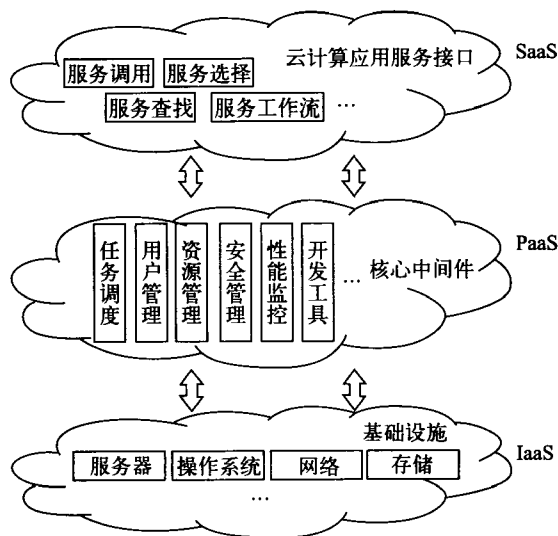 云计算应用服务接口 SaaS
服务调用 服务选择
服务查找 服务工作流 …
任务调度 用户管理 资源管理 安全管理 性能监控 开发工具 … 核心中间件 PaaS
基础设施 IaaS
服务器 操作系统 网络 存储
…